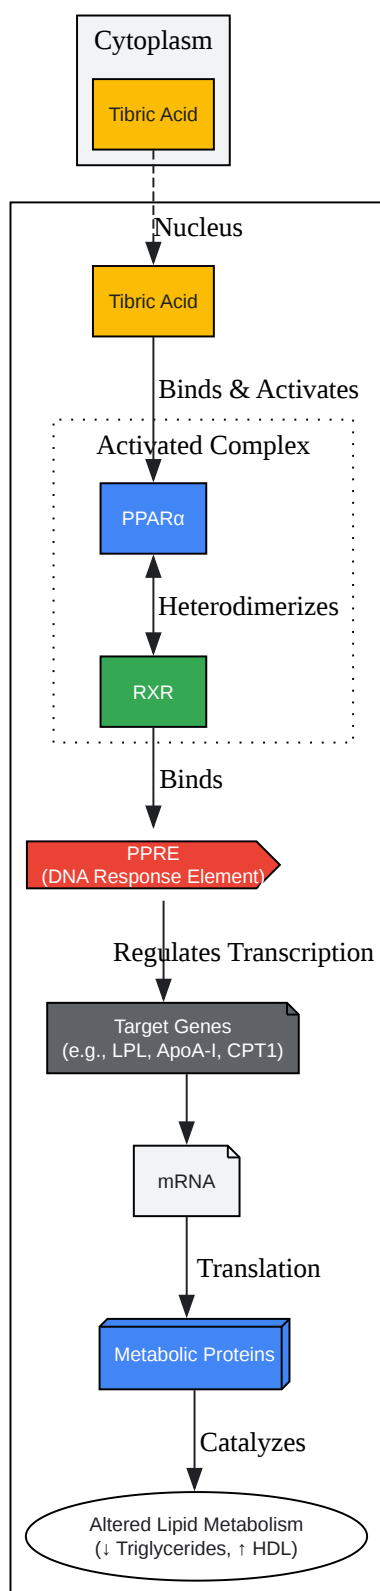 Cytoplasm
Tibric Acid
Nucleus
Tibric Acid
Binds & Activates
Activated Complex
PPARα
Heterodimerizes
RXR
Binds
PPRE
(DNA Response Element)
Regulates Transcription
Target Genes
(e.g., LPL, ApoA-I, CPT1)
mRNA
Translation
Metabolic Proteins
Catalyzes
Altered Lipid Metabolism
(↓ Triglycerides, ↑ HDL)